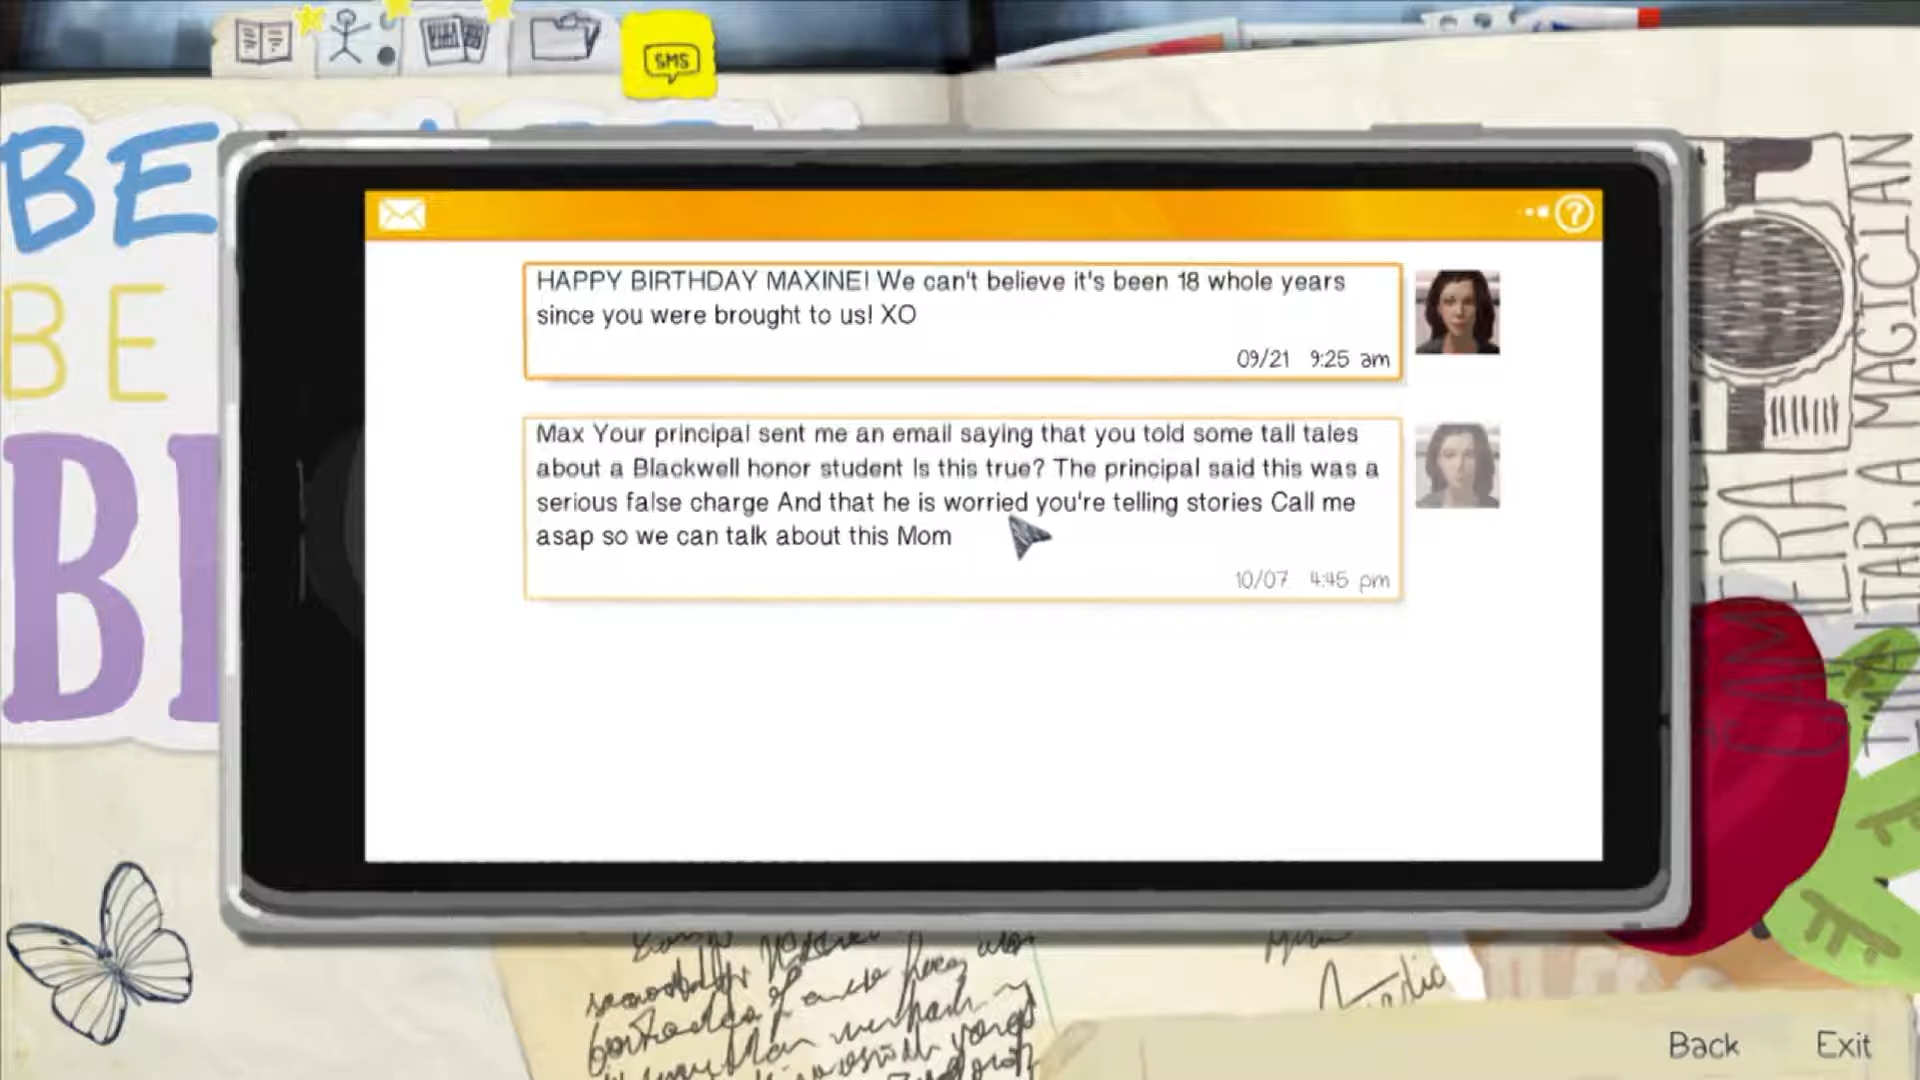 SMS
BE
BE
HAPPY BIRTHDAY MAXINE! We can't believe it's been 18 whole years
since you were brought to us! XO
09/21 9:25 am
Max Your principal sent me an email saying that you told some tall tales
about a Blackwell honor student Is this true? The principal said this was a
serious false charge And that he is worried you're telling stories Call me
asap so we can talk about this Mom
10/07 4:45 pm
MAGICIAN
Back
Exit